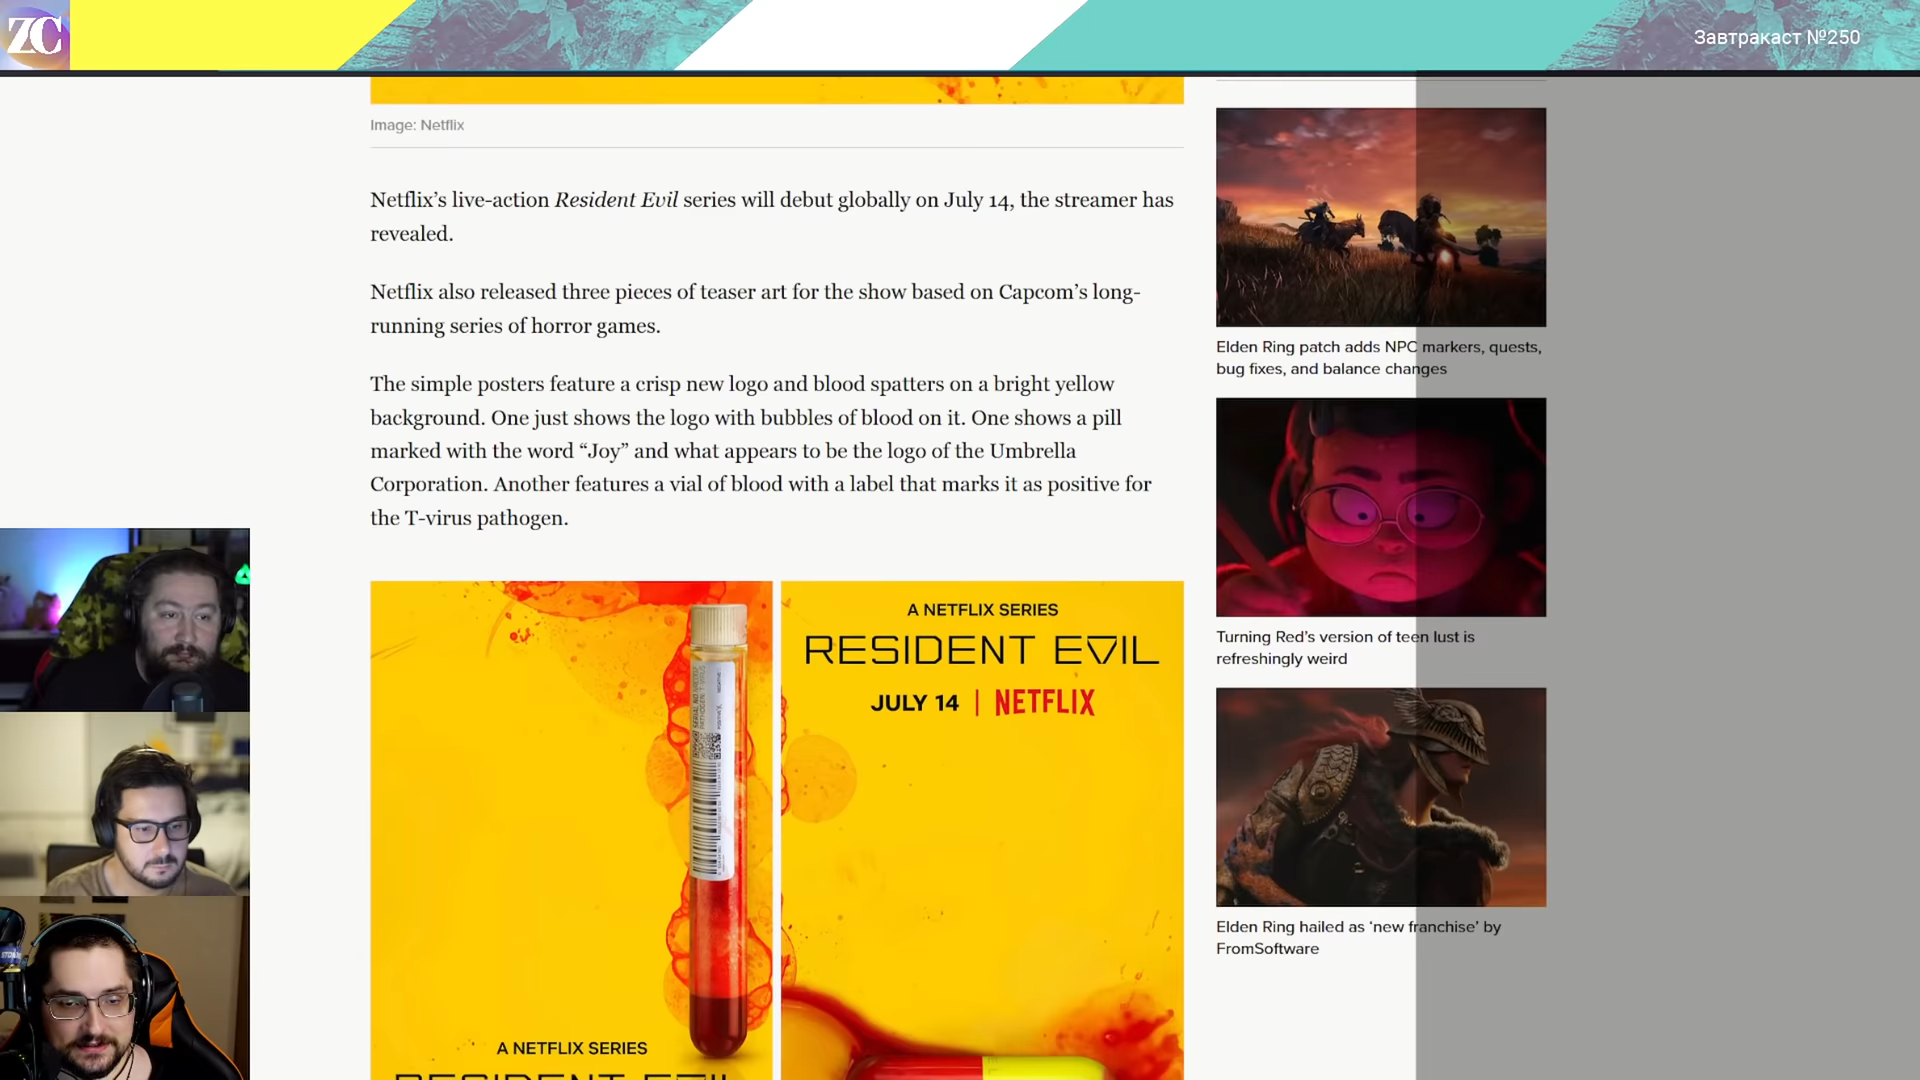 ZC
Завтракаст №250
Image: Netflix
Netflix’s live-action Resident Evil series will debut globally on July 14, the streamer has
revealed.
Netflix also released three pieces of teaser art for the show based on Capcom’s long-
running series of horror games.
The simple posters feature a crisp new logo and blood spatters on a bright yellow
background. One just shows the logo with bubbles of blood on it. One shows a pill
marked with the word “Joy” and what appears to be the logo of the Umbrella
Corporation. Another features a vial of blood with a label that marks it as positive for
the T-virus pathogen.
A NETFLIX SERIES
RESIDENT EVIL
A NETFLIX SERIES
RESIDENT EVIL
JULY 14 | NETFLIX
Elden Ring patch adds NPC markers, quests,
bug fixes, and balance changes
Turning Red’s version of teen lust is
refreshingly weird
Elden Ring hailed as ‘new franchise’ by
FromSoftware